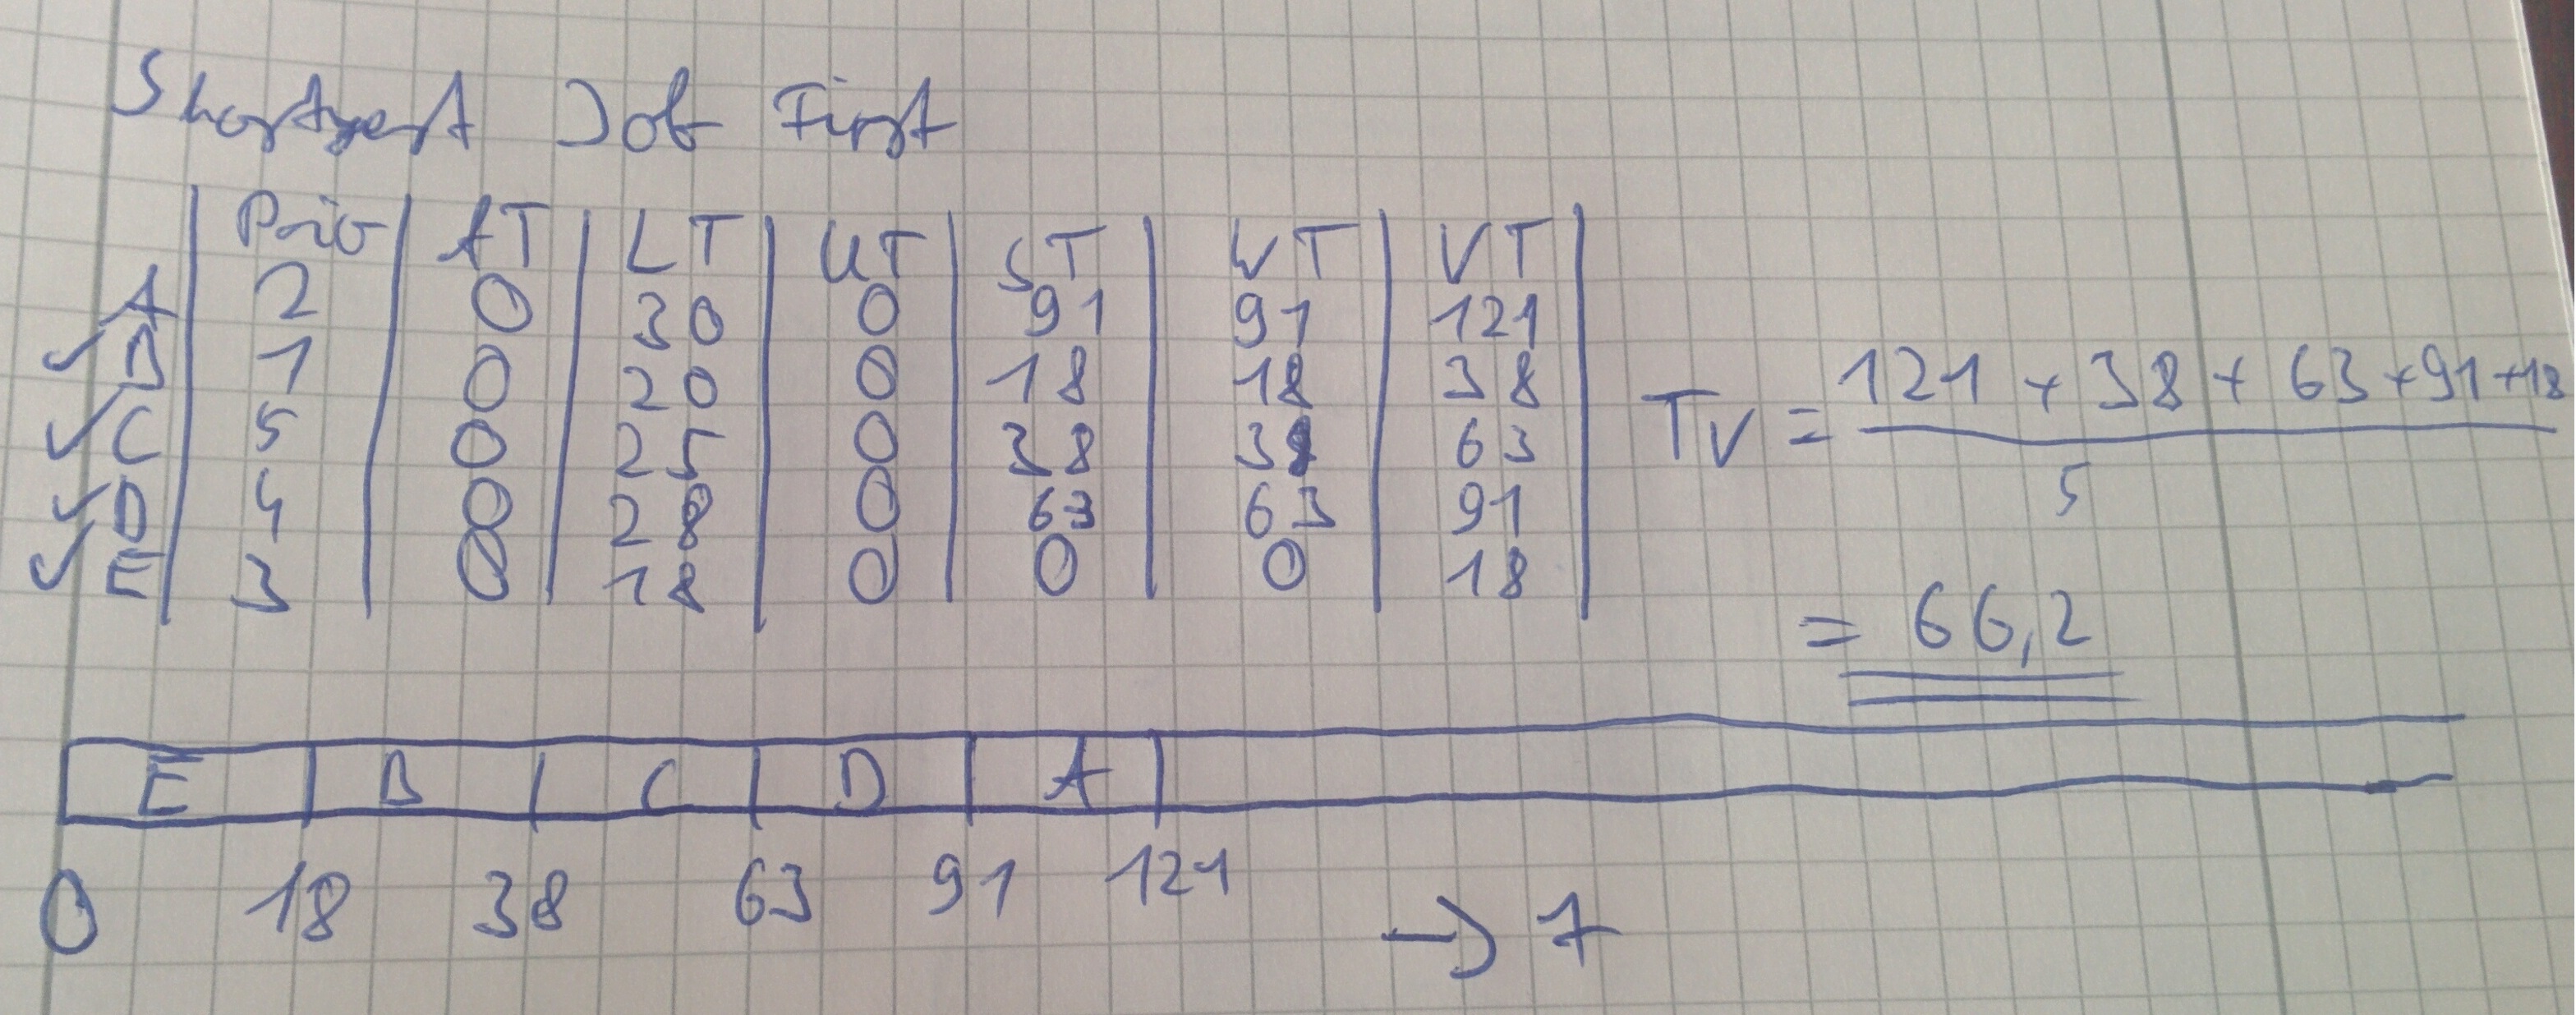 Shortest Job First
Prio AT LT UT ST WT VT
A 2 0 30 0 91 91 121
✓ B 1 0 20 0 18 18 38
✓ C 5 0 25 0 38 38 63
✓ D 4 0 28 0 63 63 91
✓ E 3 0 18 0 0 0 18
TV = 121 + 38 + 63 + 91 + 18
5
= 66,2
E B C D A
0 18 38 63 91 121
→ 7